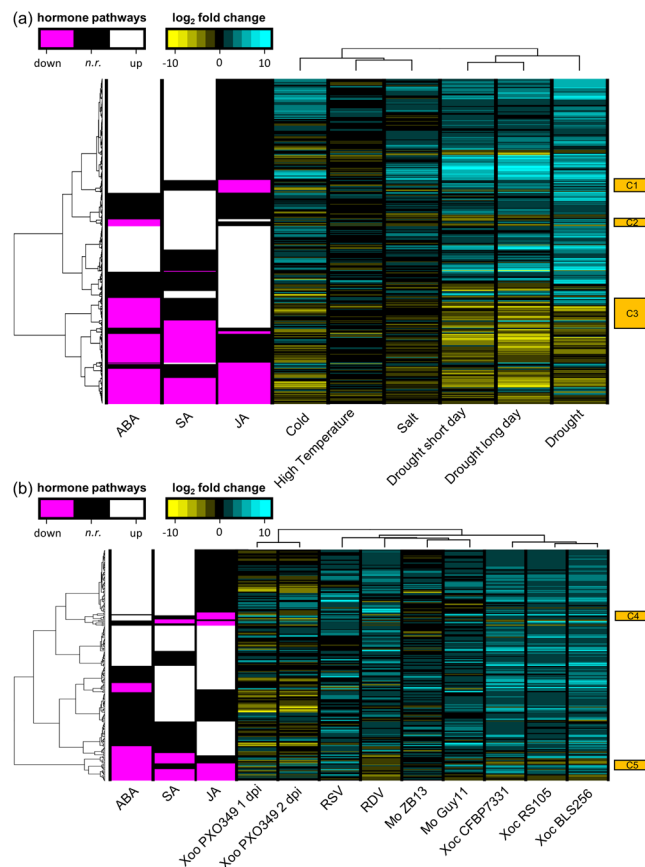 (a)
hormone pathways
log2 fold change
down n.r. up
-10 0 10
C1
C2
C3
ABA
SA
JA
Cold
High Temperature
Salt
Drought short day
Drought long day
Drought
(b)
hormone pathways
log2 fold change
down n.r. up
-10 0 10
C4
C5
ABA
SA
JA
Xoo PXO349 1 dpi
Xoo PXO349 2 dpi
RSV
RDV
Mo ZB13
Mo Guy11
Xoc CFBP7331
Xoc RS105
Xoc BLS256